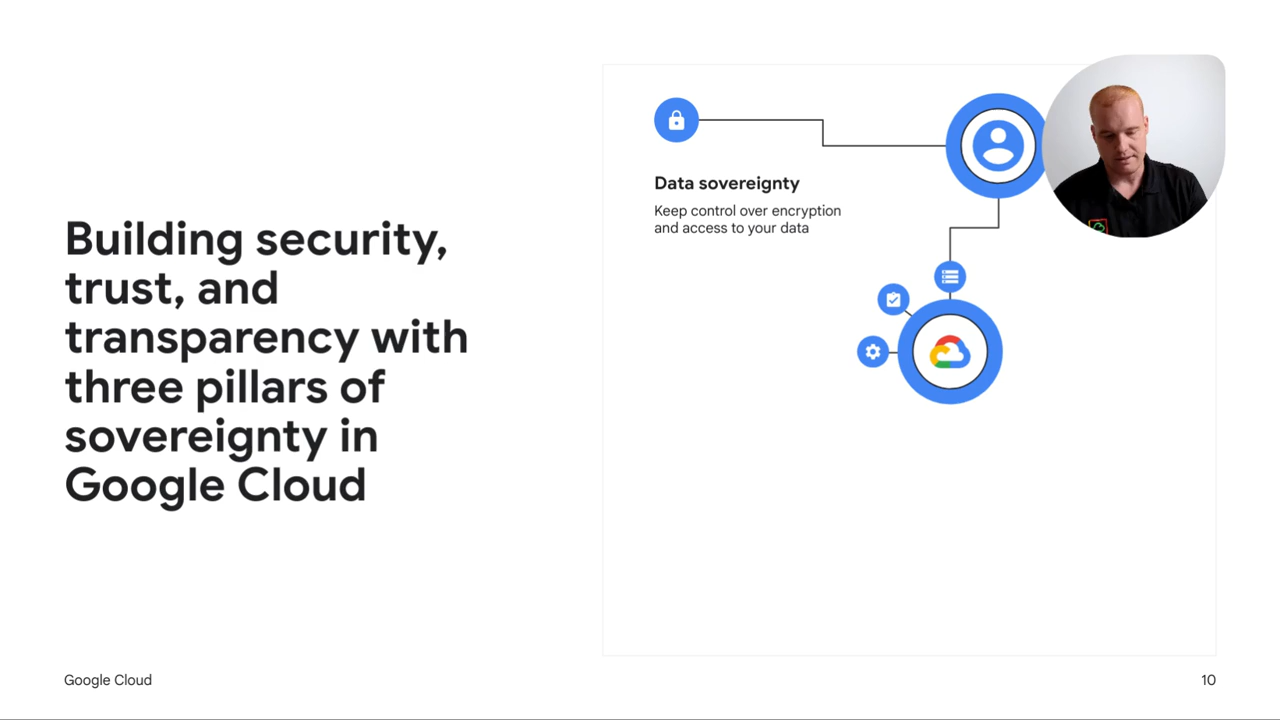 Building security,
trust, and
transparency with
three pillars of
sovereignty in
Google Cloud
Data sovereignty
Keep control over encryption
and access to your data
Google Cloud
10